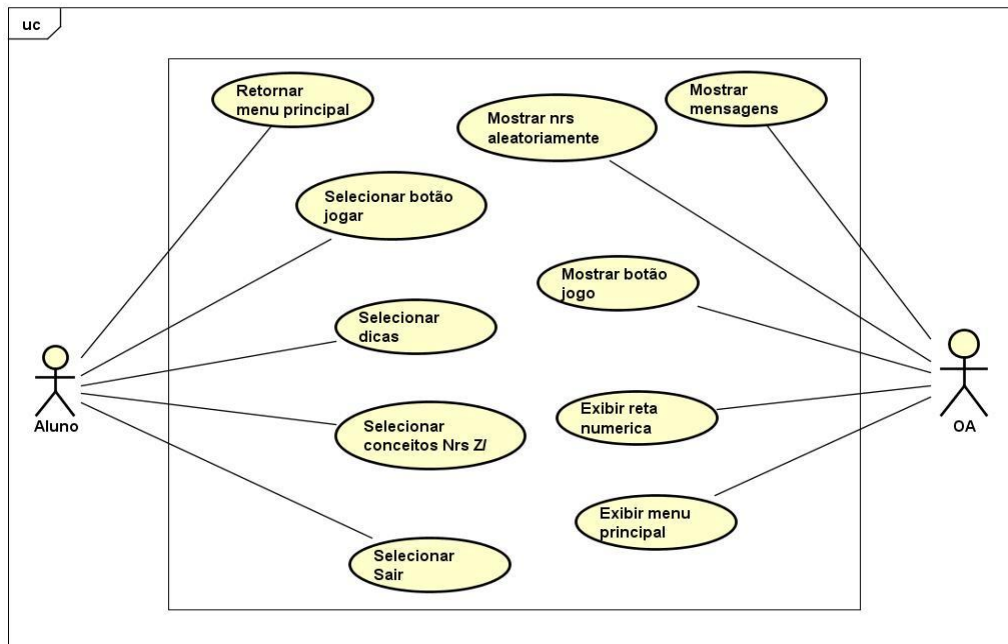 uc
Retornar
menu principal
Mostrar nrs
aleatoriamente
Mostrar
mensagens
Selecionar botão
jogar
Mostrar botão
jogo
Selecionar
dicas
Selecionar
conceitos Nrs Z/
Exibir reta
numerica
Exibir menu
principal
Selecionar
Sair
Aluno
OA